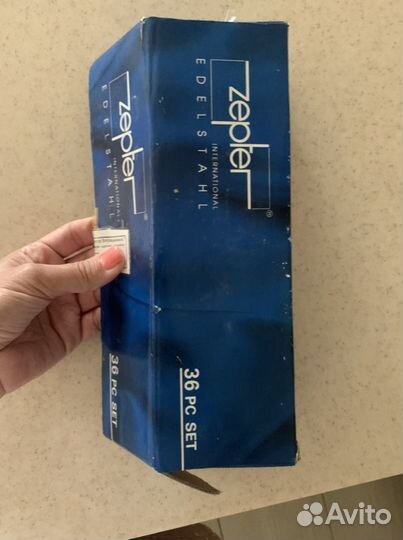 zepter
INTERNATIONAL
EDELSTAHL
36 PC SET
zepter
®
INTERNATIONAL
EDELSTAHL
36 PC SET
Avito